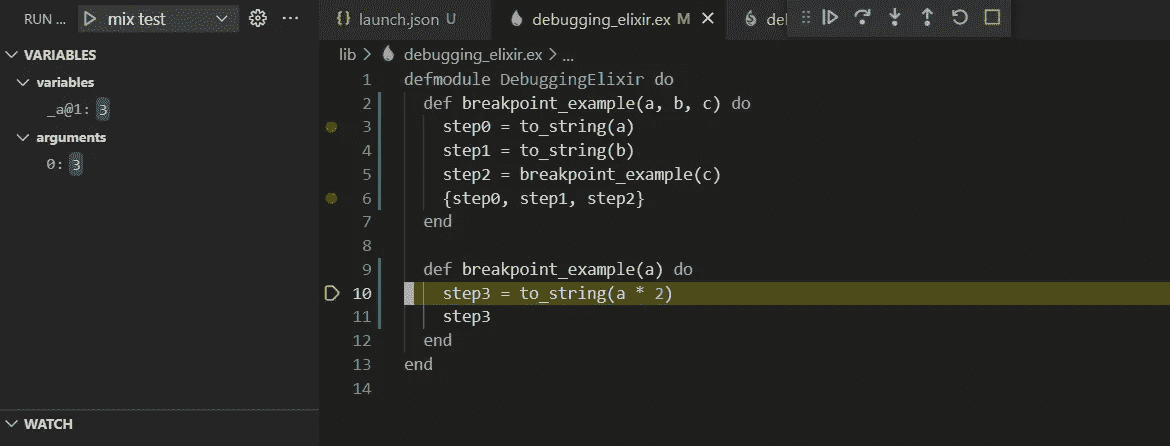 RUN ... mix test ...
VARIABLES
variables
_a@1: 3
arguments
0: 3
WATCH
{} launch.json U debugging_elixir.ex M del
lib > debugging_elixir.ex > ...
1 defmodule DebuggingElixir do
2 def breakpoint_example(a, b, c) do
3 step0 = to_string(a)
4 step1 = to_string(b)
5 step2 = breakpoint_example(c)
6 {step0, step1, step2}
7 end
8
9 def breakpoint_example(a) do
10 step3 = to_string(a * 2)
11 step3
12 end
13 end
14